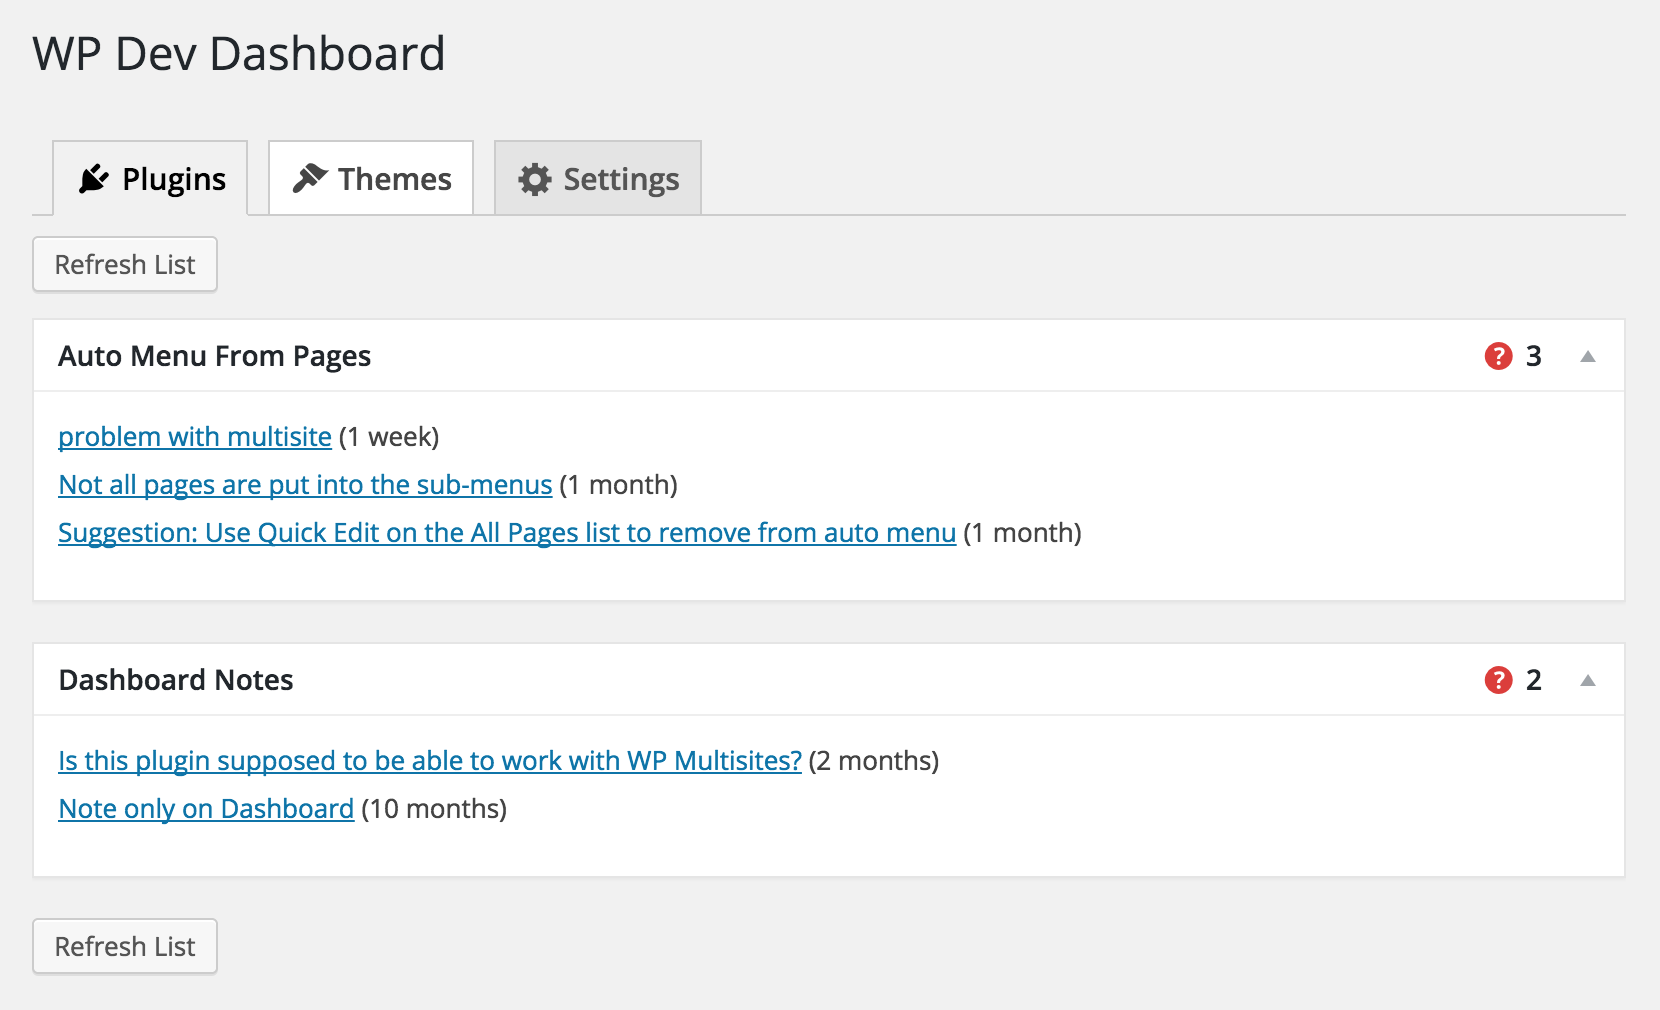 WP Dev Dashboard
Plugins
Themes
Settings
Refresh List
Auto Menu From Pages
? 3
problem with multisite (1 week)
Not all pages are put into the sub-menus (1 month)
Suggestion: Use Quick Edit on the All Pages list to remove from auto menu (1 month)
Dashboard Notes
? 2
Is this plugin supposed to be able to work with WP Multisites? (2 months)
Note only on Dashboard (10 months)
Refresh List